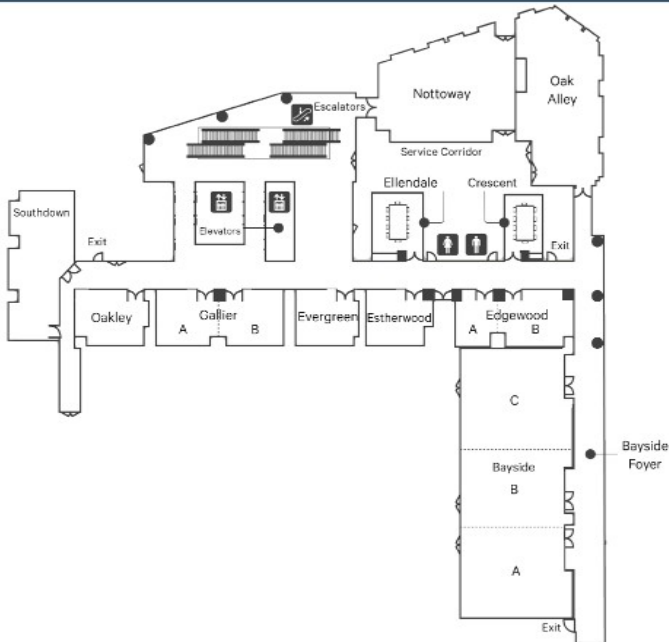 Nottoway
Oak
Alley
Escalators
Service Corridor
Ellendale
Crescent
Southdown
Elevators
Exit
Exit
Oakley
Gallier
A
B
Evergreen
Estherwood
Edgewood
A
B
C
Bayside
B
Bayside
Foyer
A
Exit